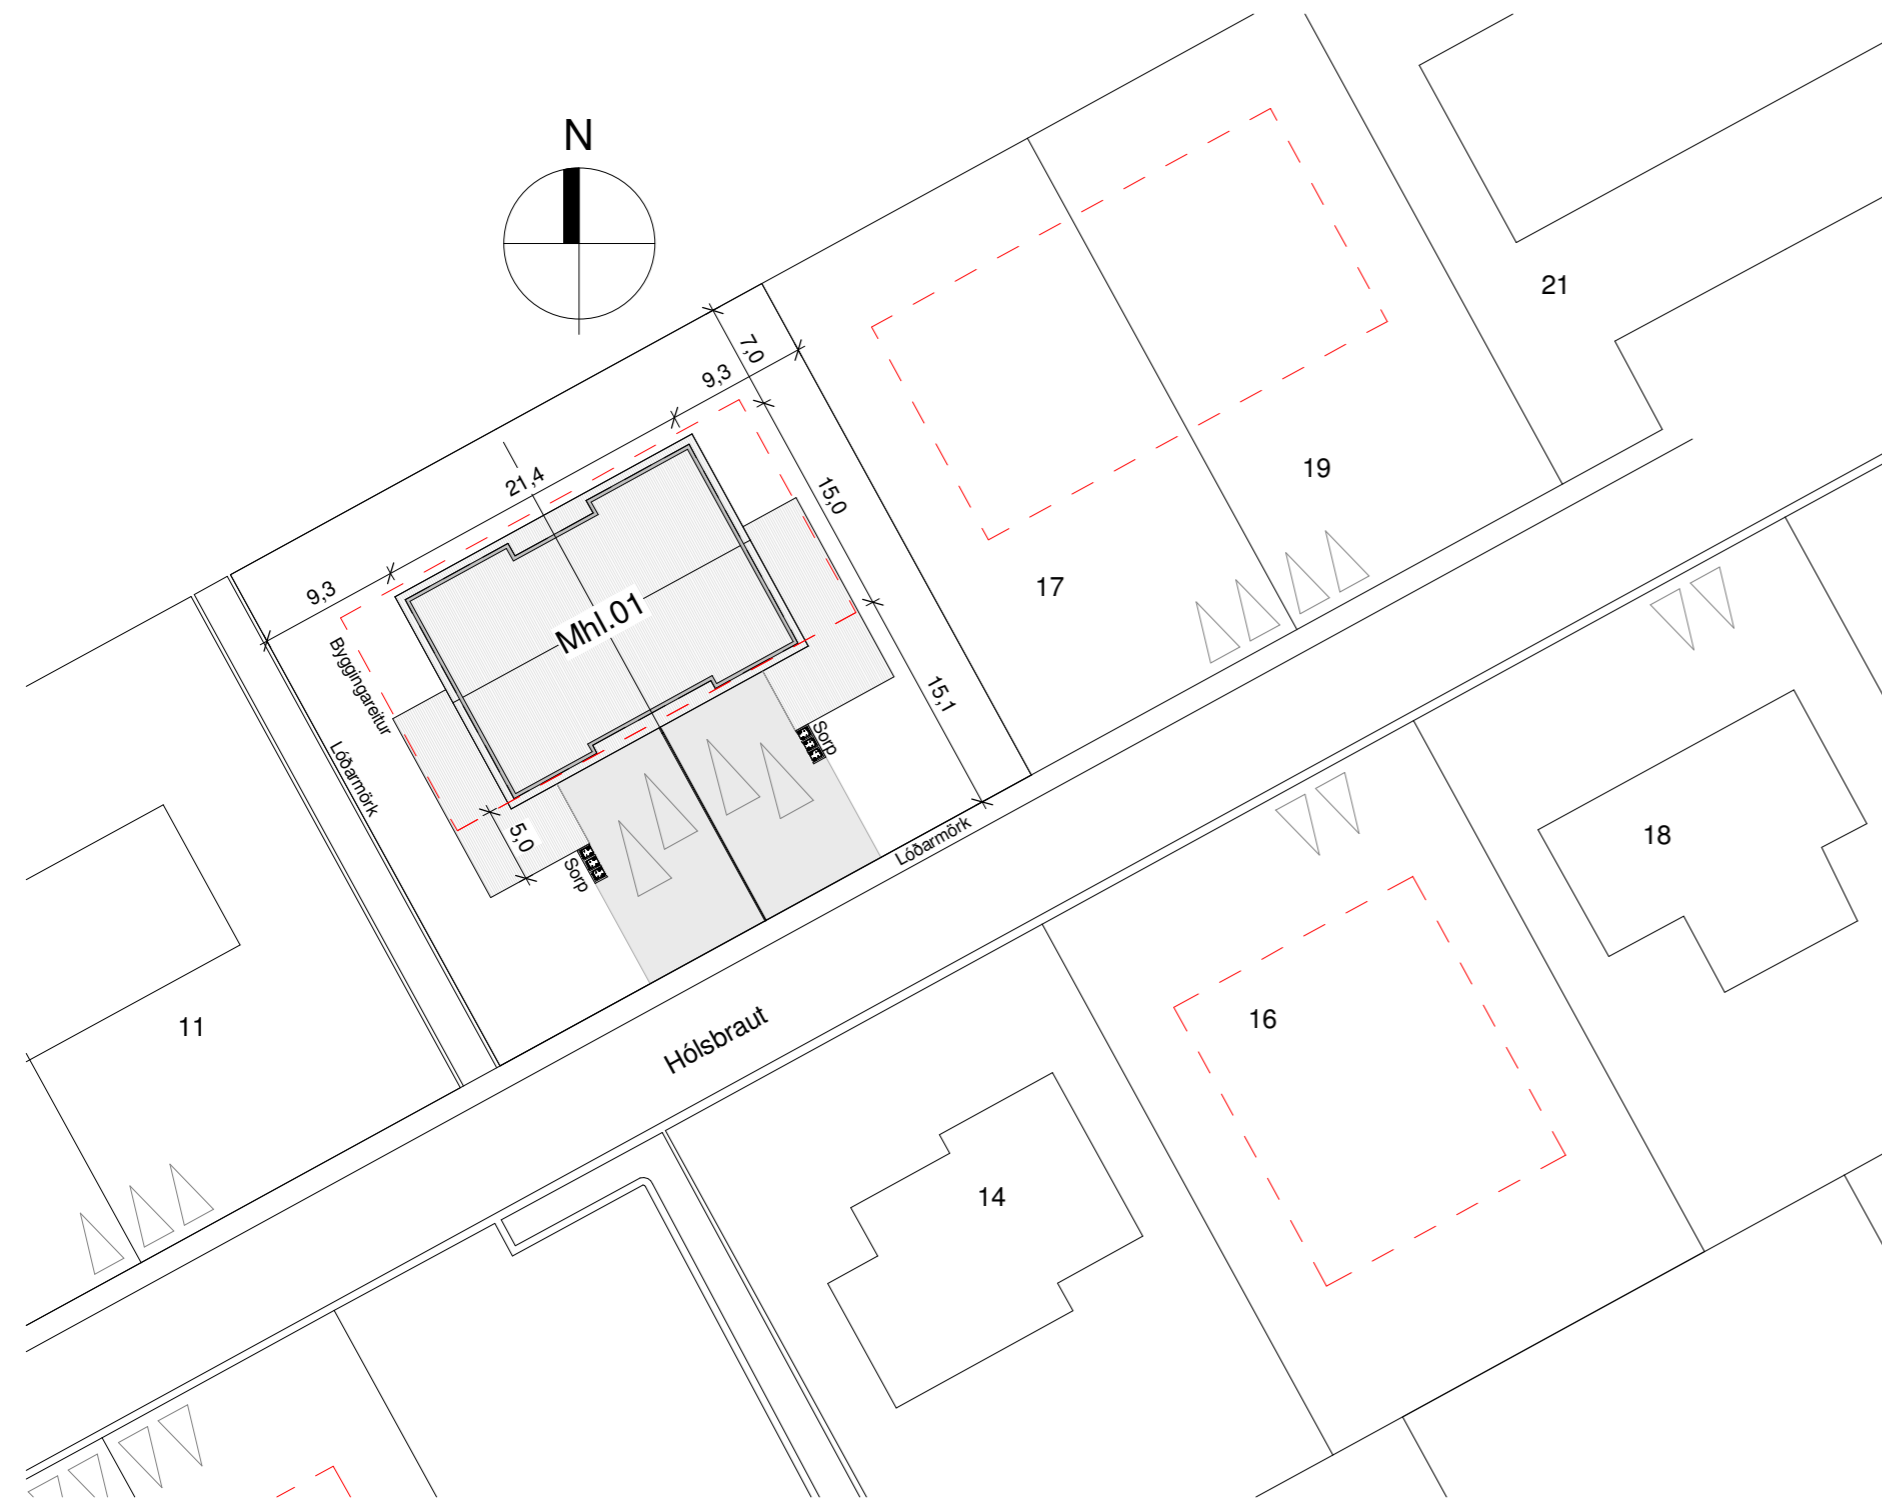 N
7,0
9,3
21,4
15,0
9,3
Mhl.01
Byggingareitur
Lóðarmörk
15,1
Sorp
5,0
Sorp
Lóðarmörk
Hólsbraut
21
19
17
18
16
14
11